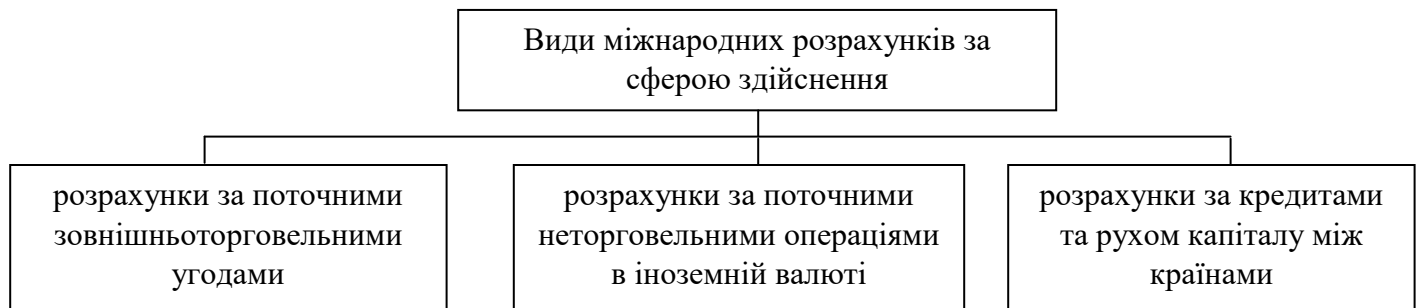 Види міжнародних розрахунків за
сферою здійснення
розрахунки за поточними
зовнішньоторговельними
угодами
розрахунки за поточними
неторговельними операціями
в іноземній валюті
розрахунки за кредитами
та рухом капіталу між
країнами